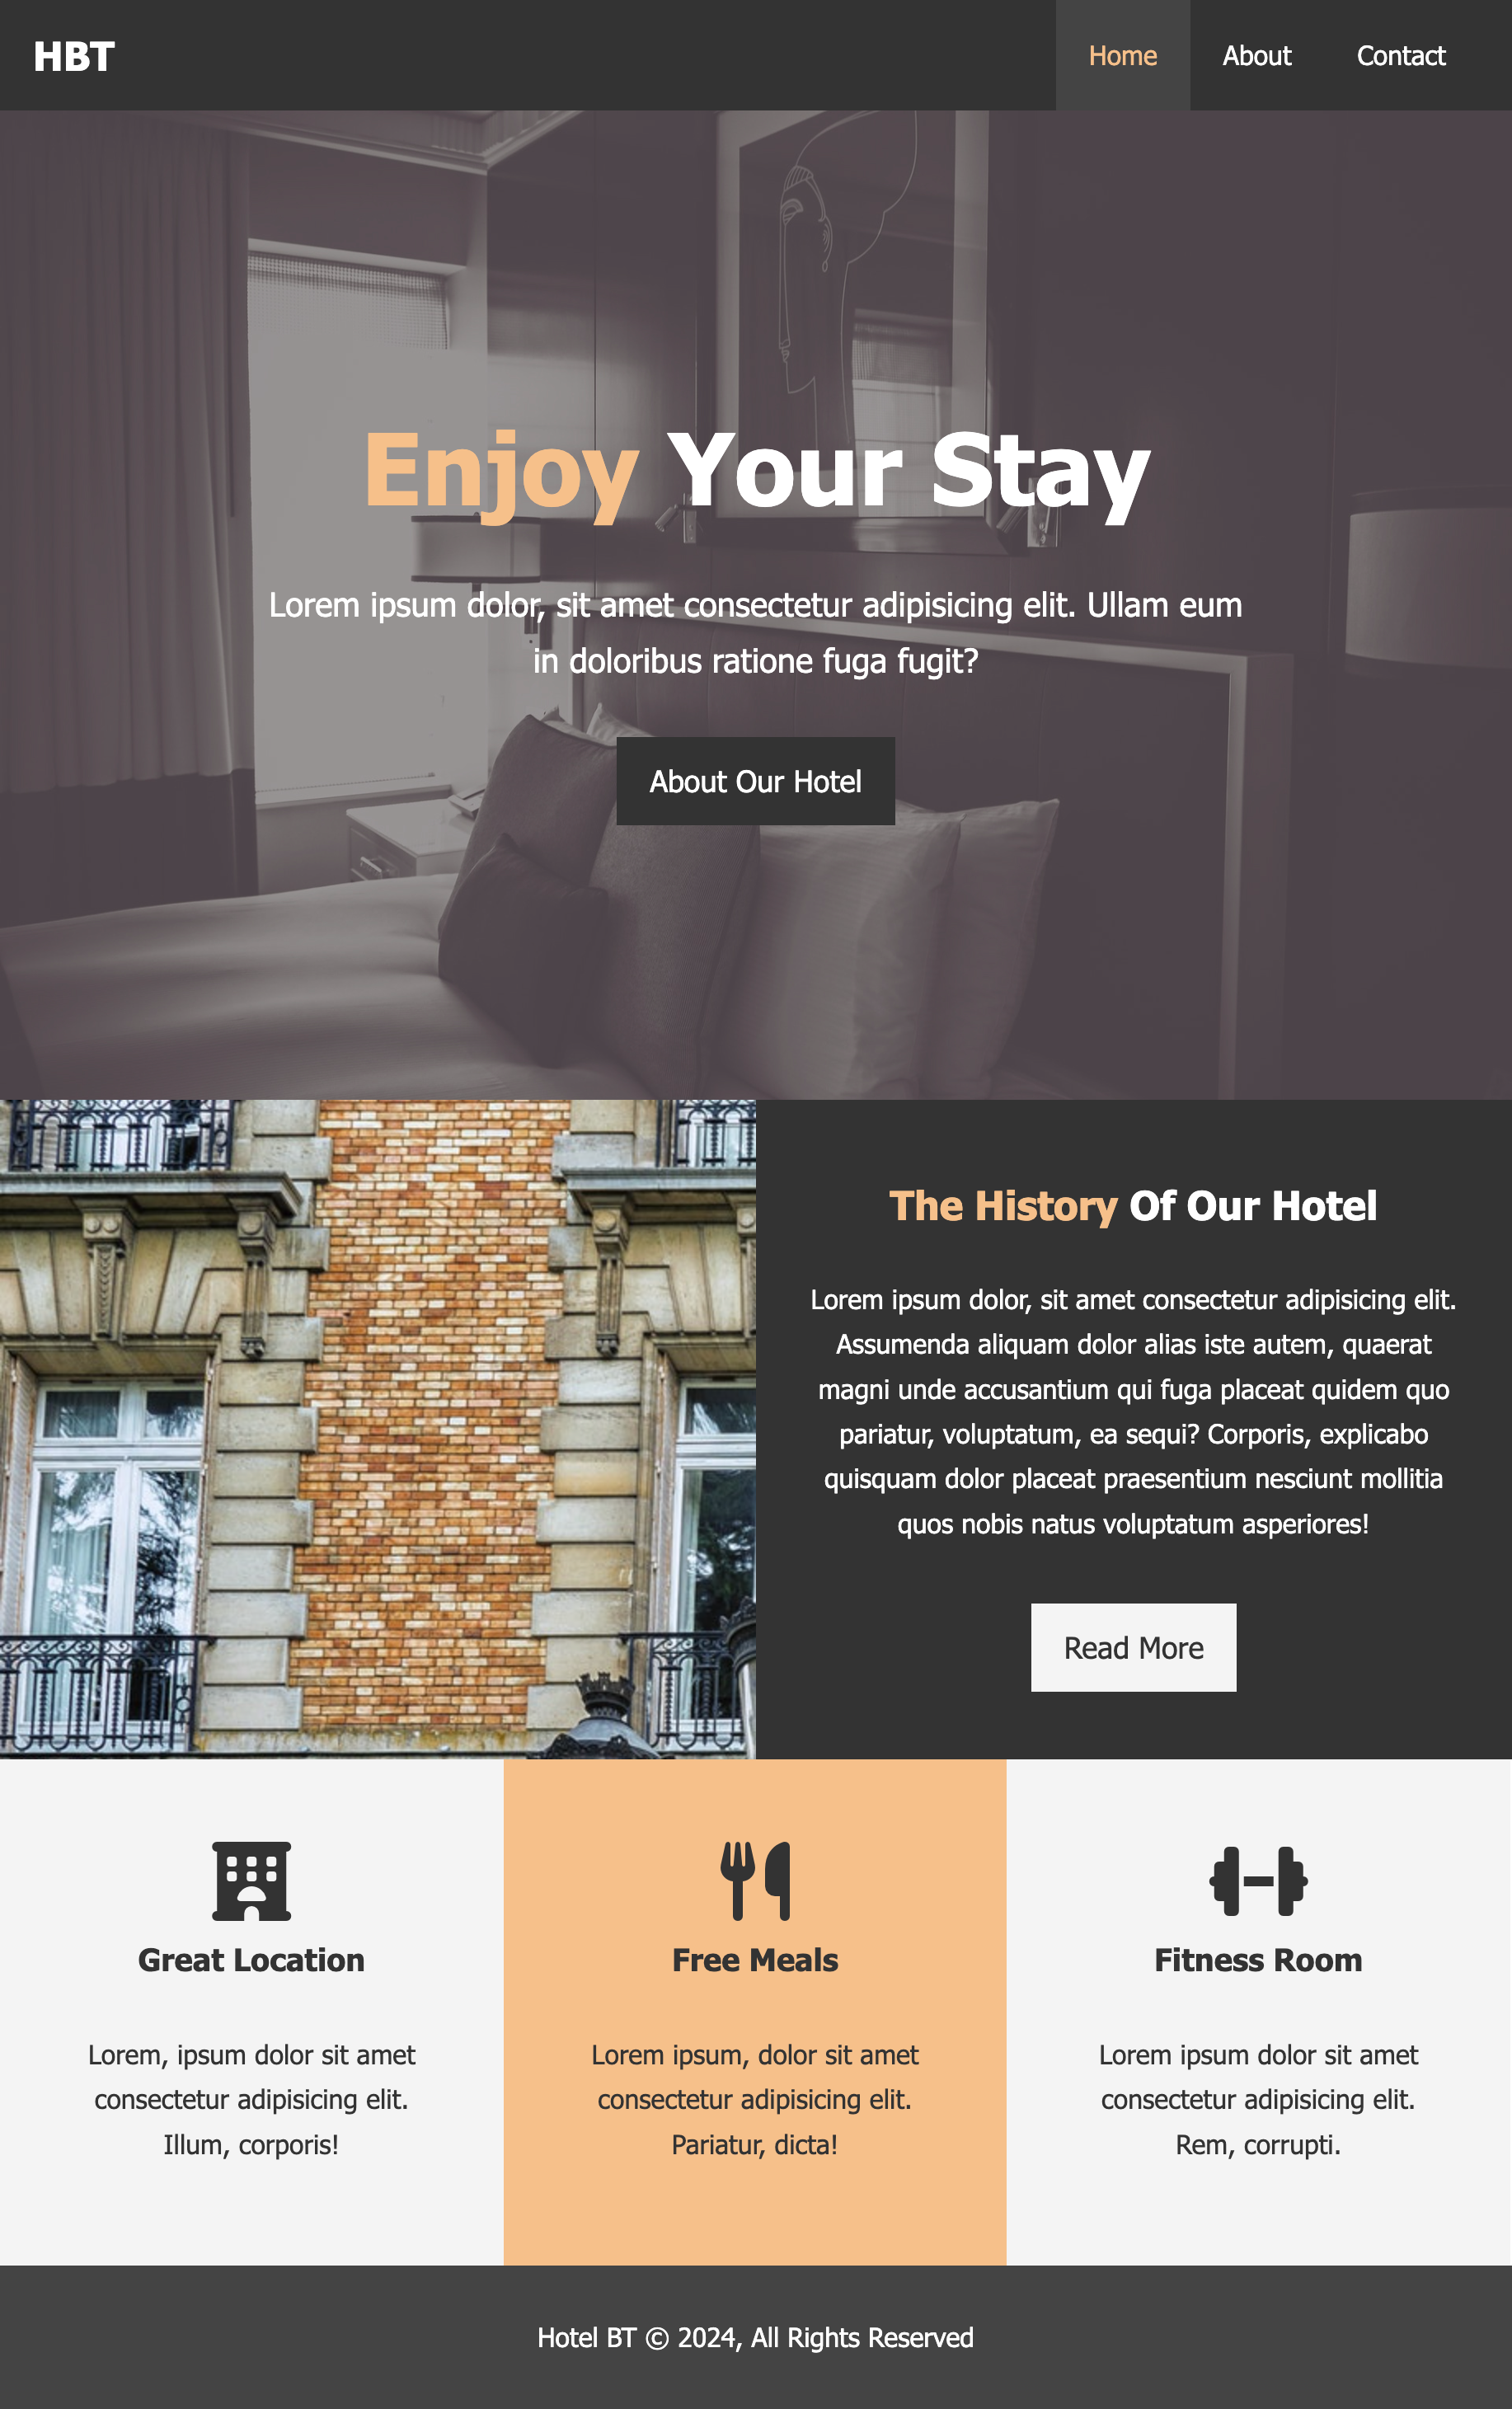 HBT
Home
About
Contact
Enjoy Your Stay
Lorem ipsum dolor, sit amet consectetur adipisicing elit. Ullam eum
in doloribus ratione fuga fugit?
About Our Hotel
The History Of Our Hotel
Lorem ipsum dolor, sit amet consectetur adipisicing elit.
Assumenda aliquam dolor alias iste autem, quaerat
magni unde accusantium qui fuga placeat quidem quo
pariatur, voluptatum, ea sequi? Corporis, explicabo
quisquam dolor placeat praesentium nesciunt mollitia
quos nobis natus voluptatum asperiores!
Read More
Great Location
Lorem, ipsum dolor sit amet
consectetur adipisicing elit.
Illum, corporis!
Free Meals
Lorem ipsum, dolor sit amet
consectetur adipisicing elit.
Pariatur, dicta!
Fitness Room
Lorem ipsum dolor sit amet
consectetur adipisicing elit.
Rem, corrupti.
Hotel BT © 2024, All Rights Reserved